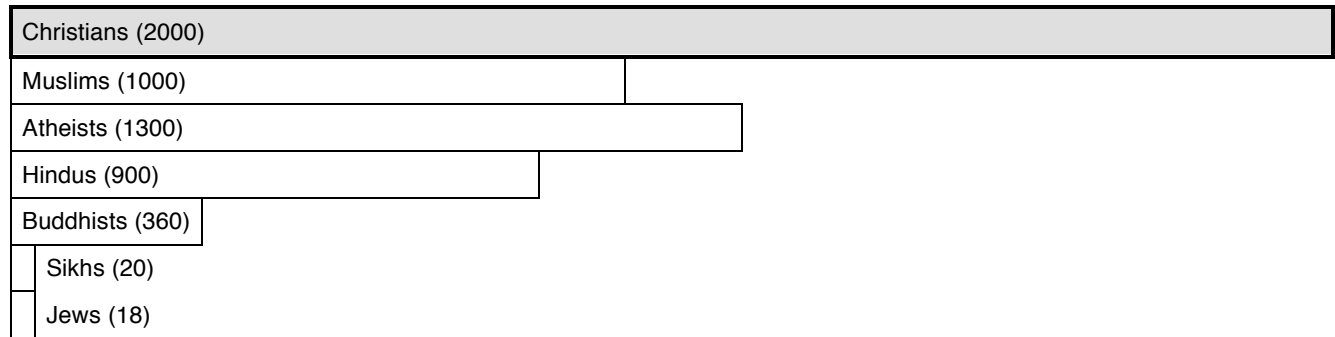 Christians (2000)
Muslims (1000)
Atheists (1300)
Hindus (900)
Buddhists (360)
Sikhs (20)
Jews (18)